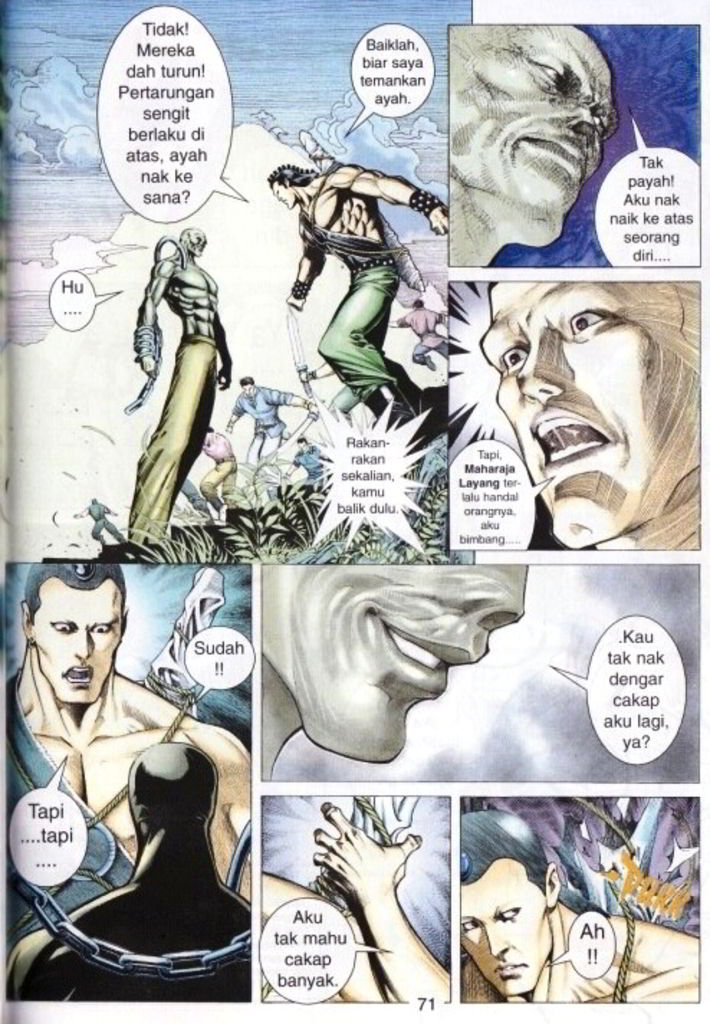 Tidak!
Mereka
dah turun!
Pertarungan
sengit
berlaku di
atas, ayah
nak ke
sana?
Baiklah,
biar saya
temankan
ayah.
Hu
....
Rakan-
rakan
sekalian,
kamu
balik dulu.
Tak
payah!
Aku nak
naik ke atas
seorang
diri....
Tapi,
Maharaja
Layang ter-
lalu handal
orangnya,
aku
bimbang.....
Sudah
!!
Tapi
....tapi
....
.Kau
tak nak
dengar
cakap
aku lagi,
ya?
Aku
tak mahu
cakap
banyak.
Ah
!!
71